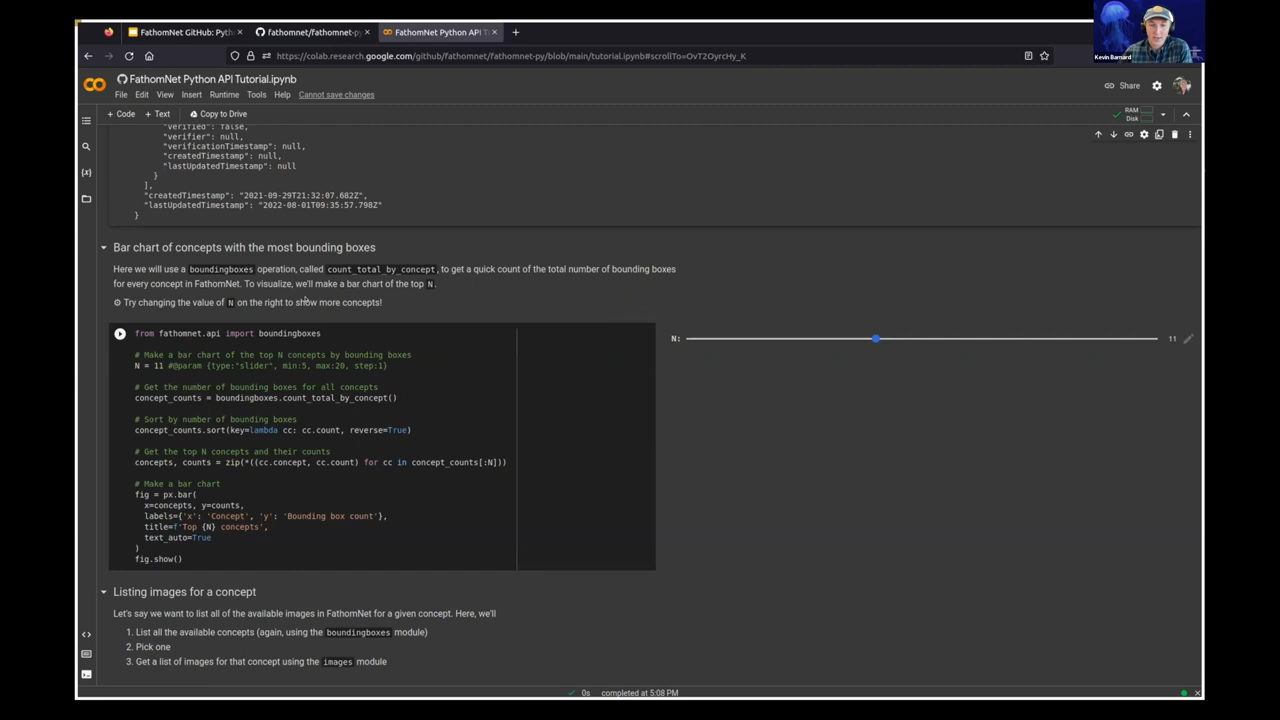 FathomNet GitHub: Pyth
fathomnet/fathomnet-py
FathomNet Python API T
https://colab.research.google.com/github/fathomnet/fathomnet-py/blob/main/tutorial.ipynb#scrollTo=OvT2OyrcHy_K
Kevin Barnard
FathomNet Python API Tutorial.ipynb
File Edit View Insert Runtime Tools Help Cannot save changes
Share
+ Code + Text Copy to Drive
RAM
Disk
"verified": false,
"verifier": null,
"verificationTimestamp": null,
"createdTimestamp": null,
"lastUpdatedTimestamp": null
}
],
"createdTimestamp": "2021-09-29T21:32:07.682Z",
"lastUpdatedTimestamp": "2022-08-01T09:35:57.798Z"
}
Bar chart of concepts with the most bounding boxes
Here we will use a boundingboxes operation, called count_total_by_concept, to get a quick count of the total number of bounding boxes
for every concept in FathomNet. To visualize, we'll make a bar chart of the top N.
Try changing the value of N on the right to show more concepts!
from fathomnet.api import boundingboxes
# Make a bar chart of the top N concepts by bounding boxes
N = 11 #@param {type:"slider", min:5, max:20, step:1}
# Get the number of bounding boxes for all concepts
concept_counts = boundingboxes.count_total_by_concept()
# Sort by number of bounding boxes
concept_counts.sort(key=lambda cc: cc.count, reverse=True)
# Get the top N concepts and their counts
concepts, counts = zip(*((cc.concept, cc.count) for cc in concept_counts[:N]))
# Make a bar chart
fig = px.bar(
x=concepts, y=counts,
labels={'x': 'Concept', 'y': 'Bounding box count'},
title=f'Top {N} concepts',
text_auto=True
)
fig.show()
N: 11
Listing images for a concept
Let's say we want to list all of the available images in FathomNet for a given concept. Here, we'll
1. List all the available concepts (again, using the boundingboxes module)
2. Pick one
3. Get a list of images for that concept using the images module
0s completed at 5:08 PM